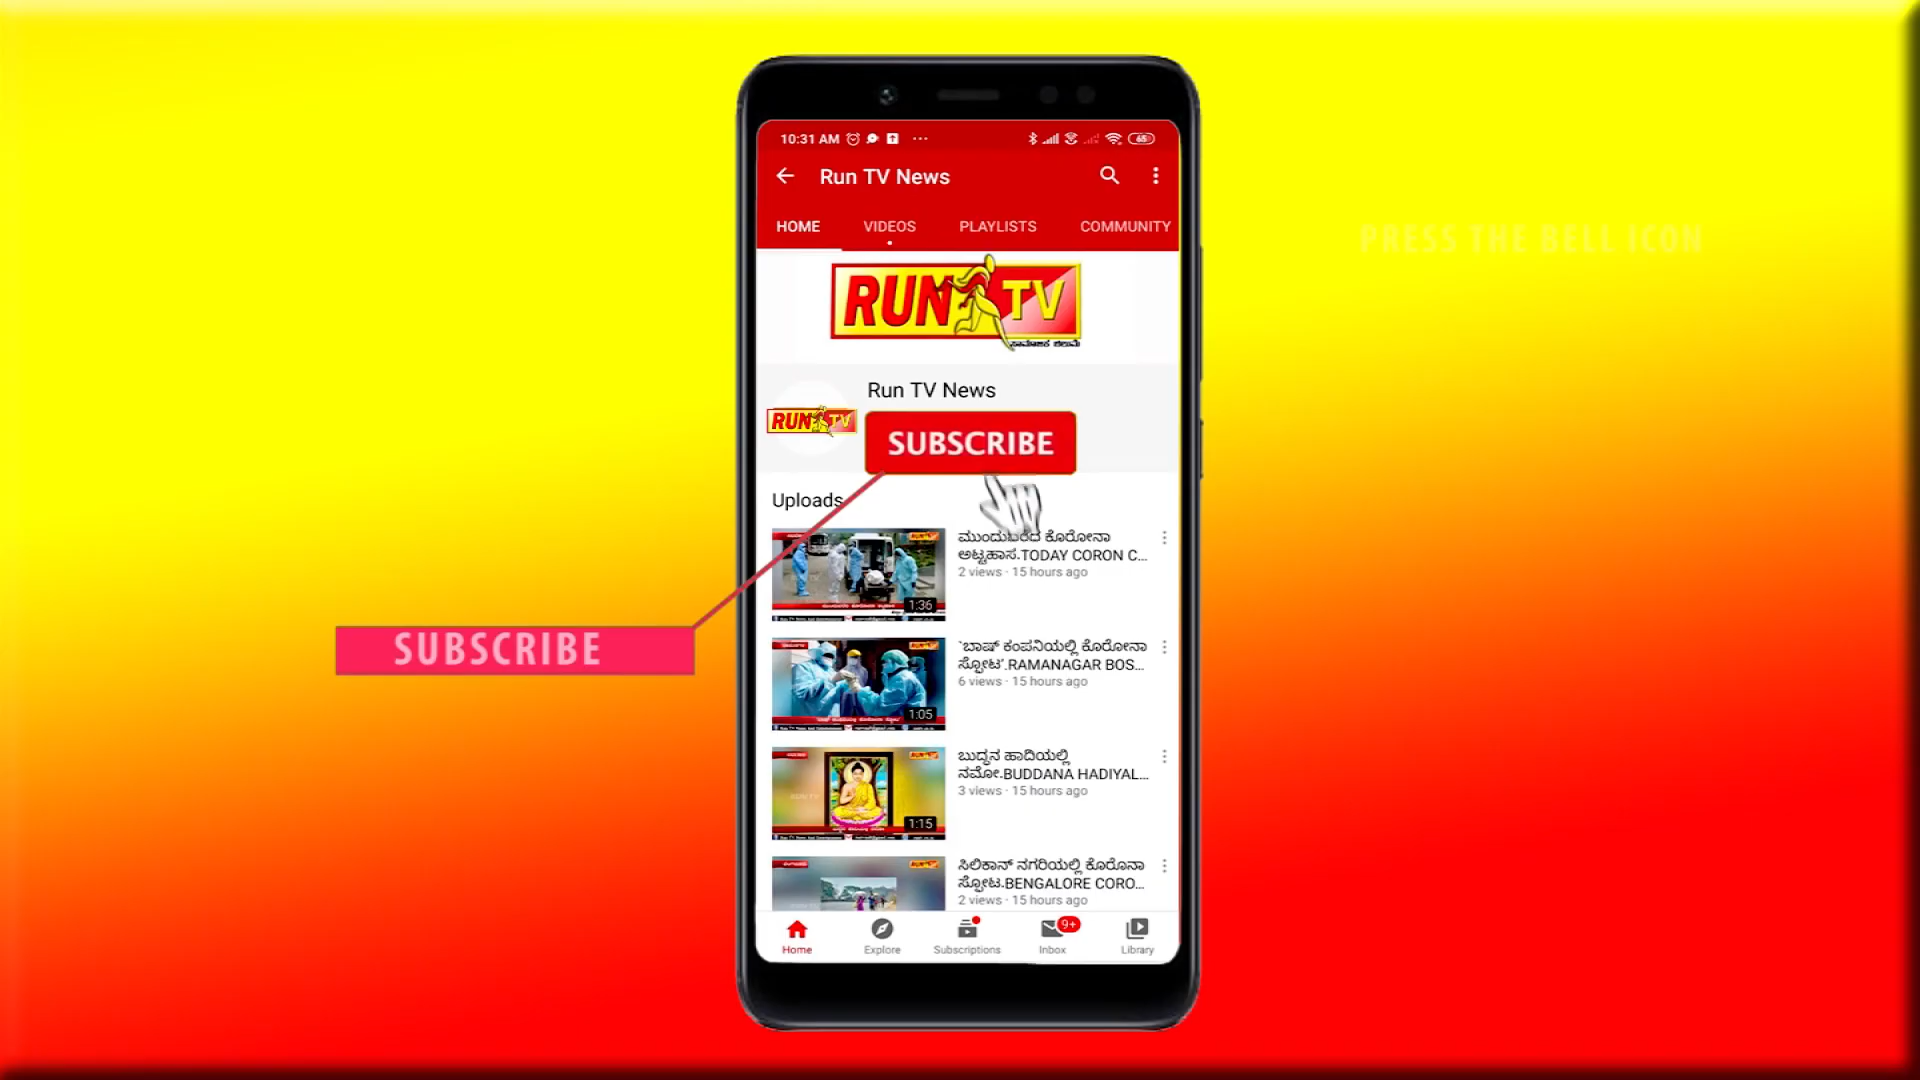 10:31 AM
65
Run TV News
HOME VIDEOS PLAYLISTS COMMUNITY
PRESS THE BELL ICON
RUN TV
ಸಾಮಾಜಿಕ ಚಿಲುಮೆ
Run TV News
RUN TV
SUBSCRIBE
Uploads
ಮುಂದುವರೆದ ಕೊರೋನಾ
ಅಟ್ಟಹಾಸ.TODAY CORON C...
2 views · 15 hours ago
1:36
SUBSCRIBE
`ಬಾಷ್ ಕಂಪನಿಯಲ್ಲಿ ಕೊರೋನಾ
ಸ್ಪೋಟ'.RAMANAGAR BOS...
6 views · 15 hours ago
1:05
ಬುದ್ಧನ ಹಾದಿಯಲ್ಲಿ
ನಮೋ.BUDDANA HADIYAL...
3 views · 15 hours ago
1:15
ಸಿಲಿಕಾನ್ ನಗರಿಯಲ್ಲಿ ಕೊರೊನಾ
ಸ್ಪೋಟ.BENGALORE CORO...
2 views · 15 hours ago
9+
Home Explore Subscriptions Inbox Library